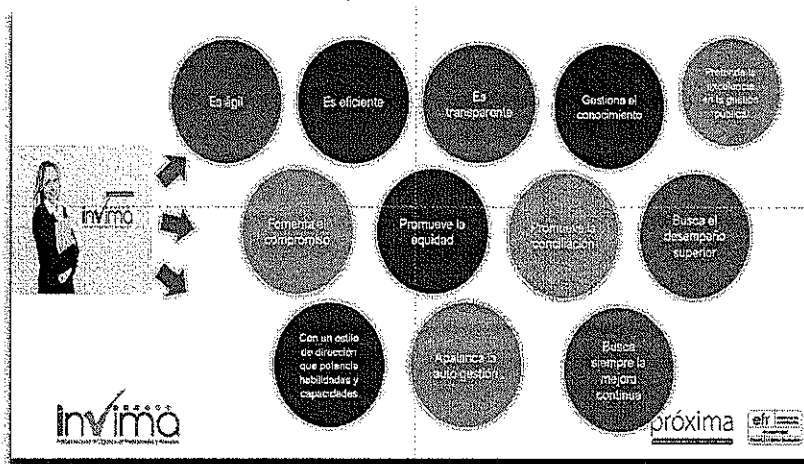 Es ágil
Es eficiente
Es
transparente
Gestiona el
conocimiento
Pretende la
excelencia
en la gestión
pública
invima
Fomenta el
compromiso
Promueve la
equidad
Promueve la
conciliación
Busca el
desempeño
superior
Con un estilo
de dirección
que potencia
habilidades y
capacidades
Apalanca la
auto gestión
Busca
siempre la
mejora
continua
invima
próxima
efr